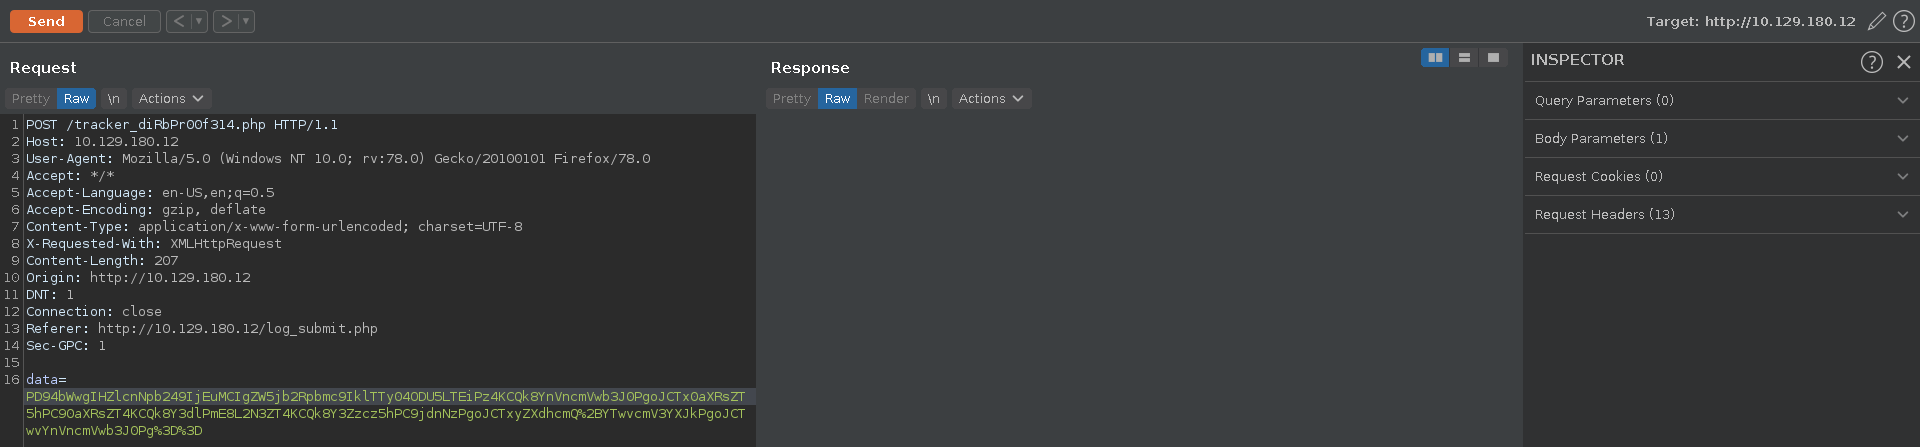 Send Cancel < > Target: http://10.129.180.12 ?
Request
Pretty Raw \n Actions
1 POST /tracker_diRbPr00f314.php HTTP/1.1
2 Host: 10.129.180.12
3 User-Agent: Mozilla/5.0 (Windows NT 10.0; rv:78.0) Gecko/20100101 Firefox/78.0
4 Accept: */*
5 Accept-Language: en-US,en;q=0.5
6 Accept-Encoding: gzip, deflate
7 Content-Type: application/x-www-form-urlencoded; charset=UTF-8
8 X-Requested-With: XMLHttpRequest
9 Content-Length: 207
10 Origin: http://10.129.180.12
11 DNT: 1
12 Connection: close
13 Referer: http://10.129.180.12/log_submit.php
14 Sec-GPC: 1
15
16 data=
PD94bWwgIHZlcnNpb249IjEuMCIgZW5jb2Rpbmc9IklTTy04ODU5LTEiPz4KCQk8YnVncmVwb3J0PgoJCTx0aXRsZT
5hPC90aXRsZT4KCQk8Y3dlPmE8L2N3ZT4KCQk8Y3Zzcz5hPC9jdnNzPgoJCTxyZXdhcmQ%2BYTwvcmV3YXJkPgoJCT
wvYnVncmVwb3J0Pg%3D%3D
Response
Pretty Raw Render \n Actions
INSPECTOR ?
Query Parameters (0)
Body Parameters (1)
Request Cookies (0)
Request Headers (13)